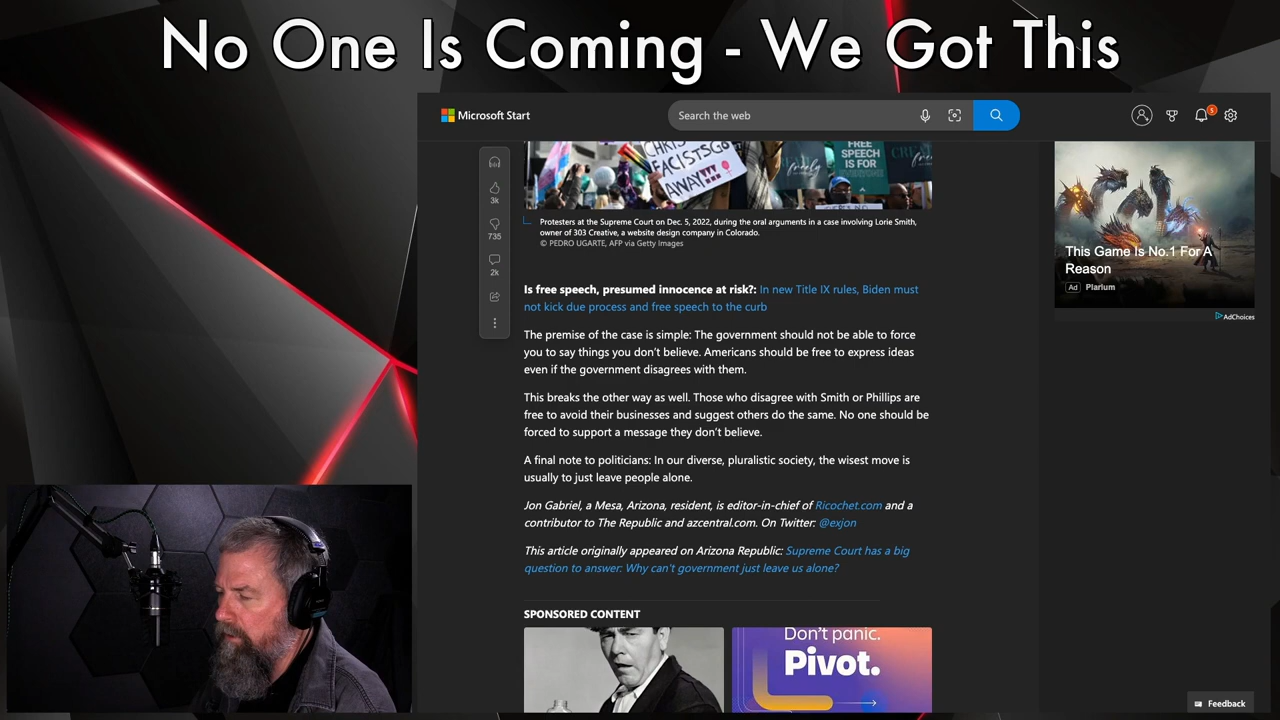 No One Is Coming - We Got This
Microsoft Start
Search the web
5
CHRIS
FACISTS GO
AWAY!!!
freely
FREE
SPEECH
IS FOR
EVERYONE
CREA
free
3k
735
2k
Protesters at the Supreme Court on Dec. 5, 2022, during the oral arguments in a case involving Lorie Smith,
owner of 303 Creative, a website design company in Colorado.
© PEDRO UGARTE, AFP via Getty Images
Is free speech, presumed innocence at risk?: In new Title IX rules, Biden must
not kick due process and free speech to the curb
The premise of the case is simple: The government should not be able to force
you to say things you don't believe. Americans should be free to express ideas
even if the government disagrees with them.
This breaks the other way as well. Those who disagree with Smith or Phillips are
free to avoid their businesses and suggest others do the same. No one should be
forced to support a message they don't believe.
A final note to politicians: In our diverse, pluralistic society, the wisest move is
usually to just leave people alone.
Jon Gabriel, a Mesa, Arizona, resident, is editor-in-chief of Ricochet.com and a
contributor to The Republic and azcentral.com. On Twitter: @exjon
This article originally appeared on Arizona Republic: Supreme Court has a big
question to answer: Why can't government just leave us alone?
SPONSORED CONTENT
Don't panic.
Pivot.
This Game Is No.1 For A
Reason
Ad Plarium
AdChoices
Feedback